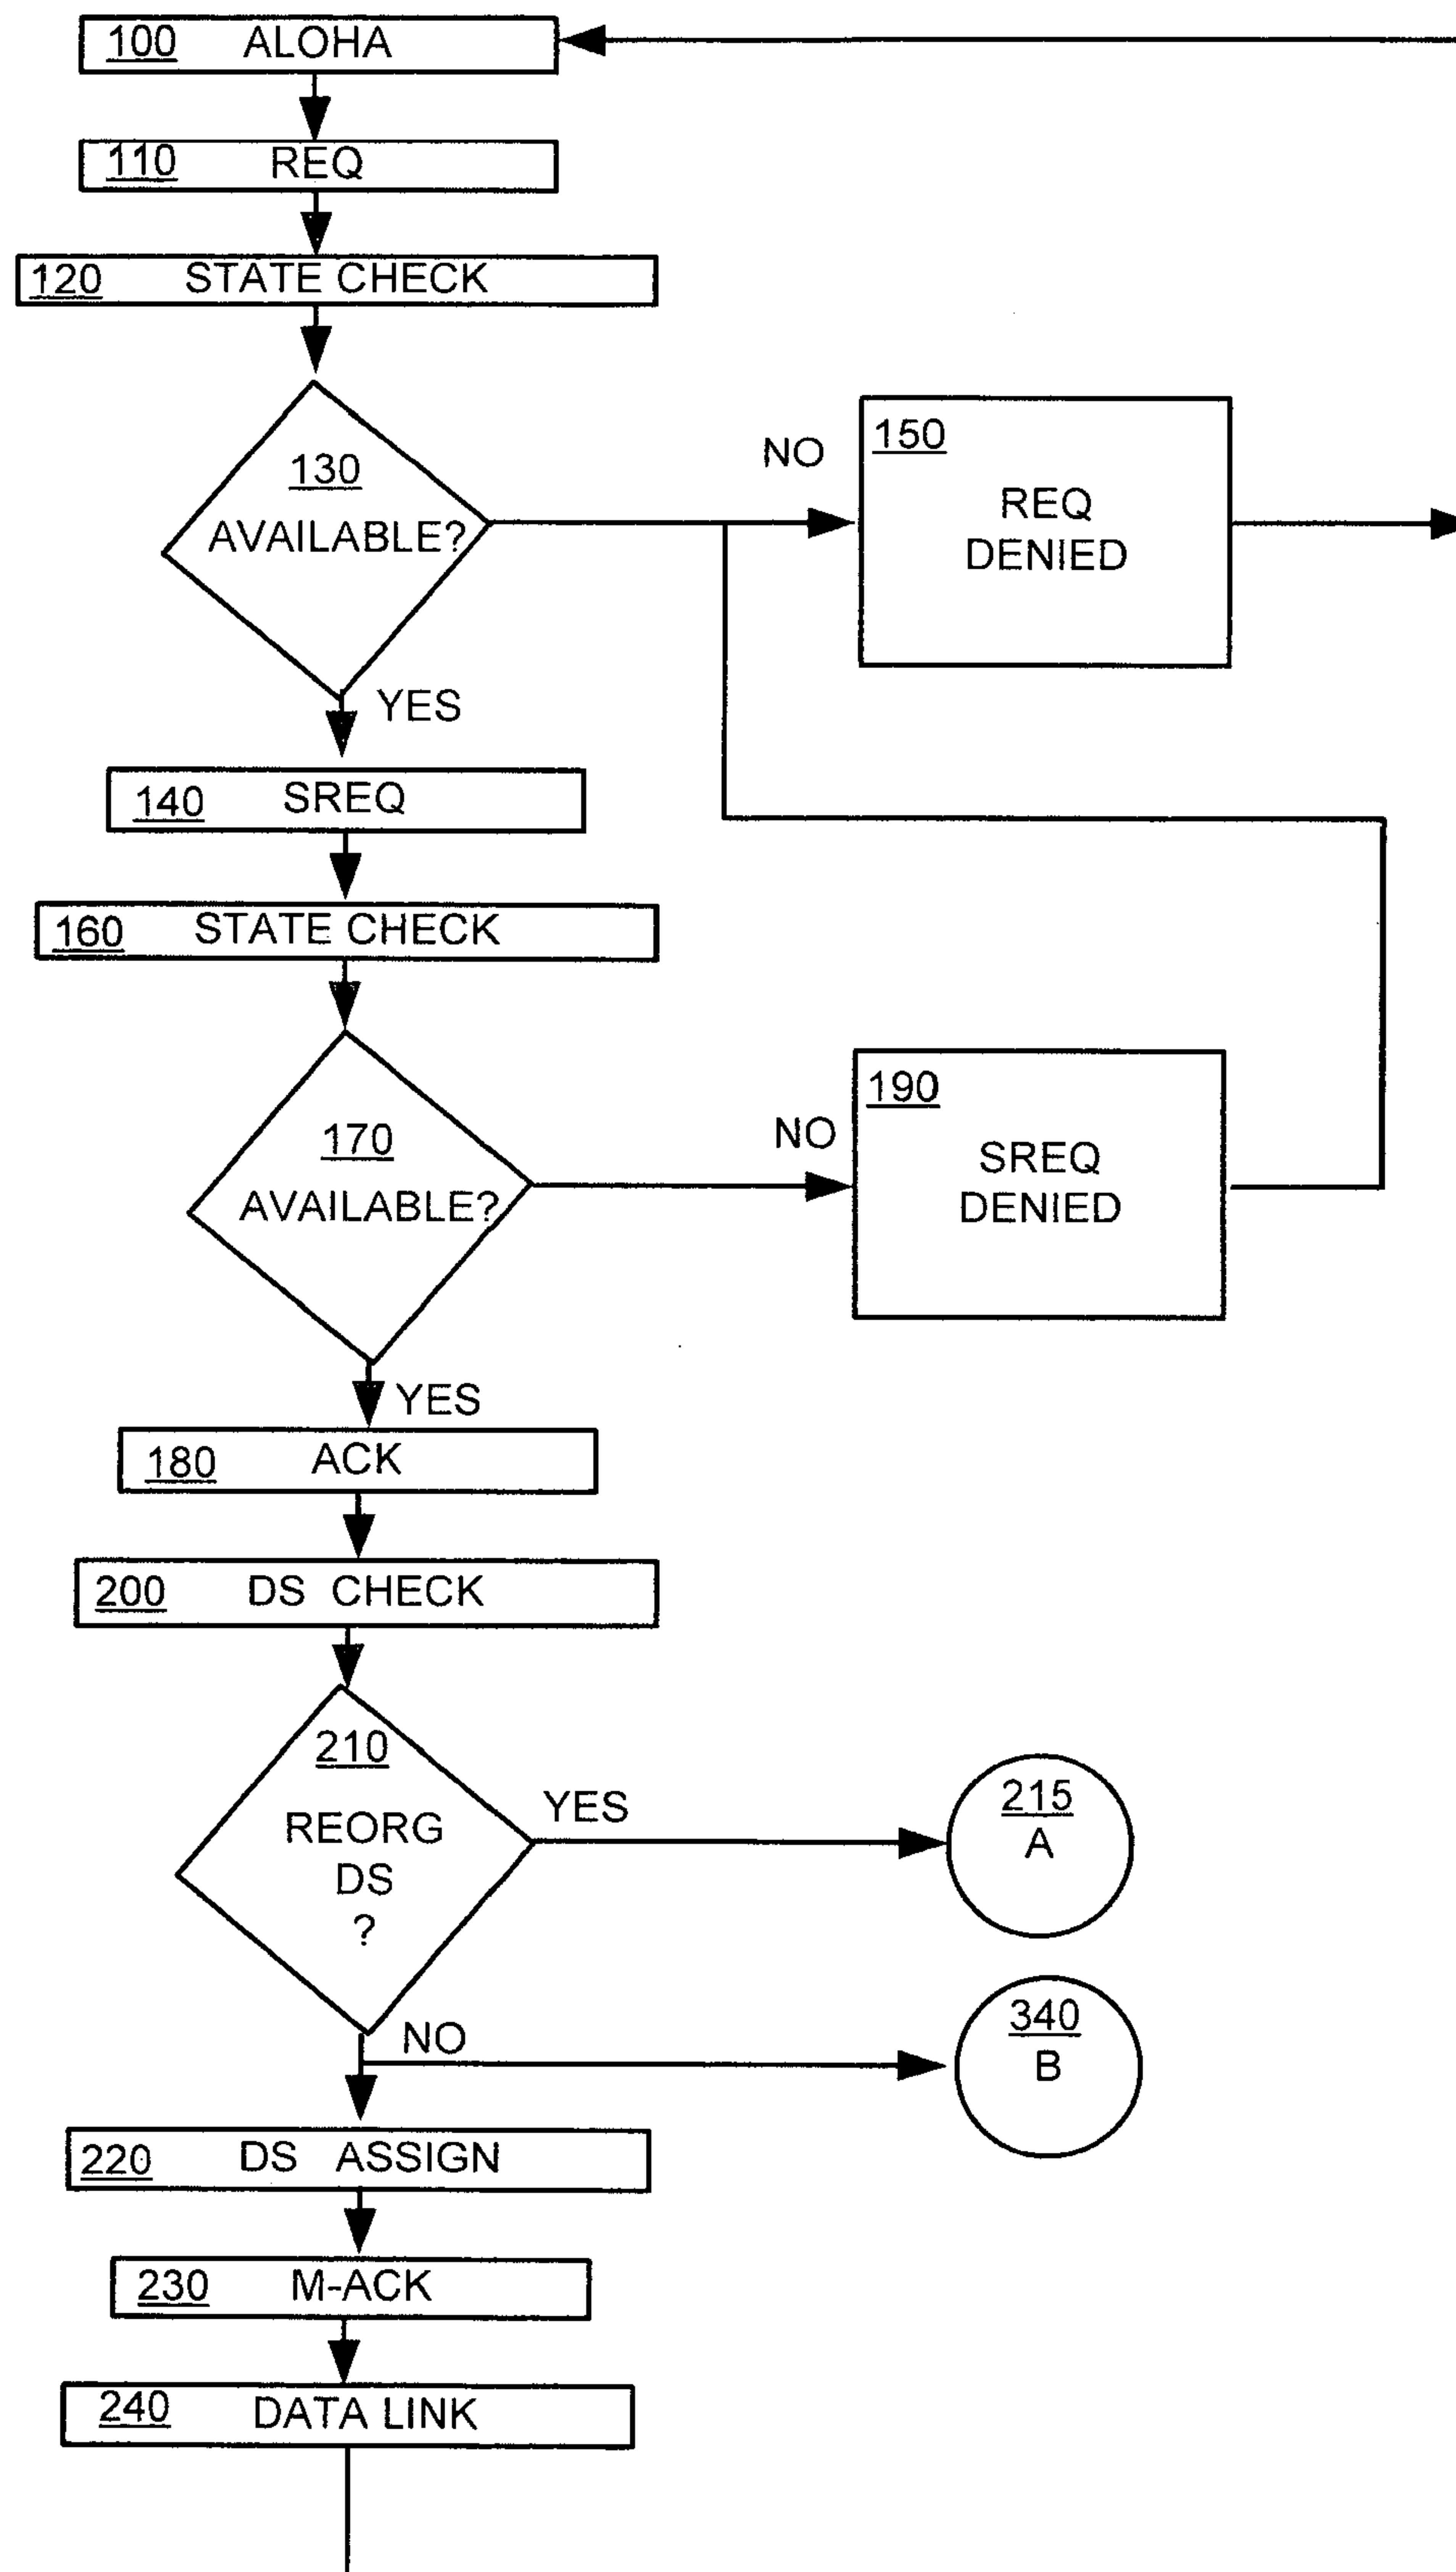 100 ALOHA
110 REQ
120 STATE CHECK
130
AVAILABLE?
NO
150
REQ
DENIED
YES
140 SREQ
160 STATE CHECK
170
AVAILABLE?
NO
190
SREQ
DENIED
YES
180 ACK
200 DS CHECK
210
REORG
DS
?
YES
215
A
NO
340
B
220 DS ASSIGN
230 M-ACK
240 DATA LINK